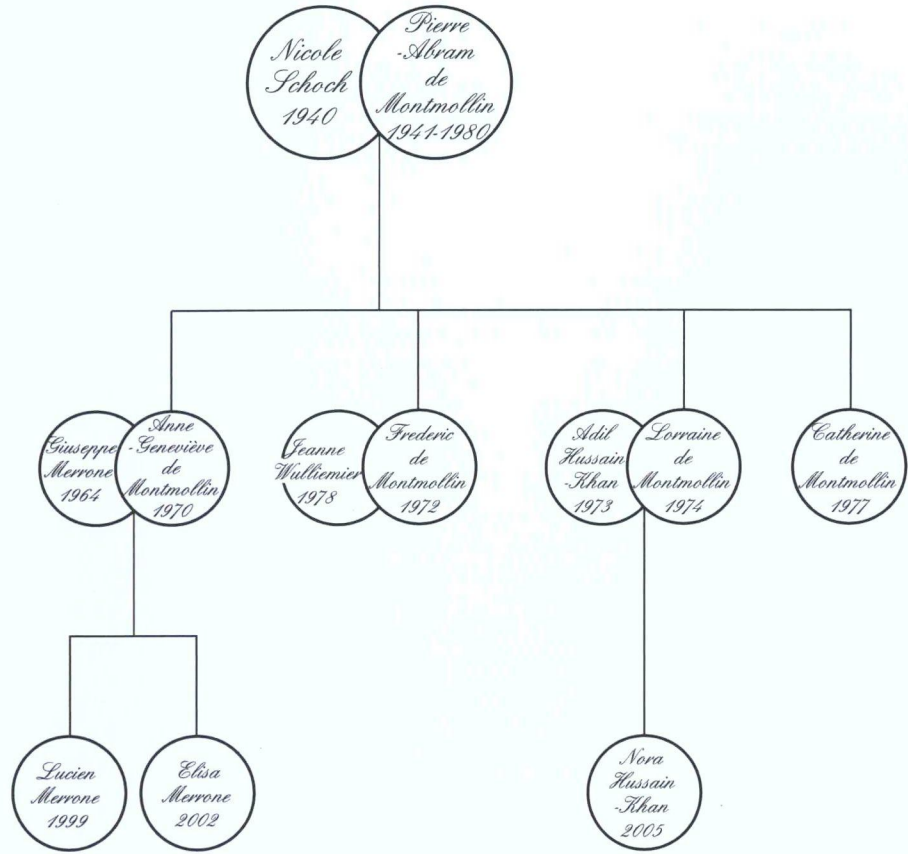 Nicole
Schoch
1940
Pierre
-Abram
de
Montmollin
1941-1980
Giuseppe
Merrone
1964
Anne
-Geneviève
de
Montmollin
1970
Jeanne
Wulliemier
1978
Frederic
de
Montmollin
1972
Adil
Hussain
-Khan
1973
Lorraine
de
Montmollin
1974
Catherine
de
Montmollin
1977
Lucien
Merrone
1999
Elisa
Merrone
2002
Nora
Hussain
-Khan
2005